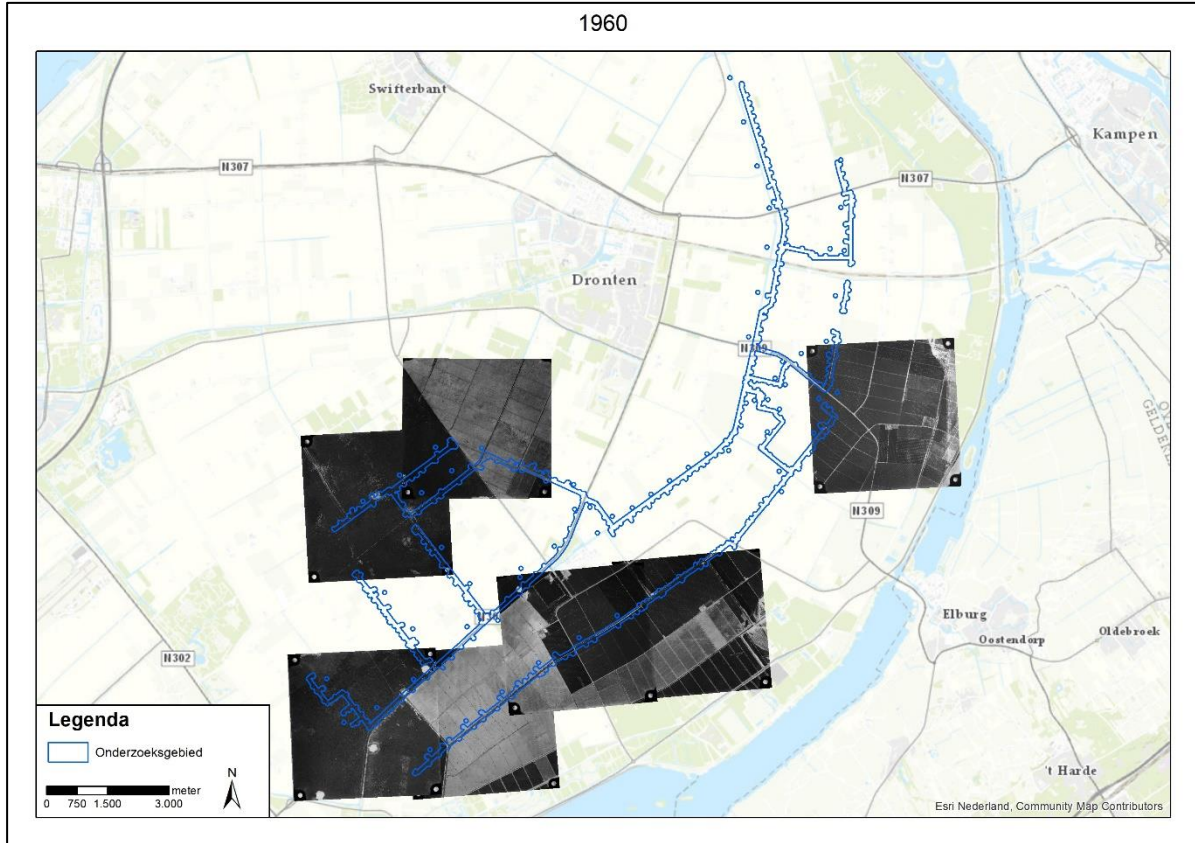 1960
Swifterbant
Kampen
N307
N307
Dronten
N309
Elburg
Oostendorp
Oldebroek
N302
't Harde
Legenda
Onderzoeksgebied
N
0 750 1.500 3.000 meter
Esri Nederland, Community Map Contributors